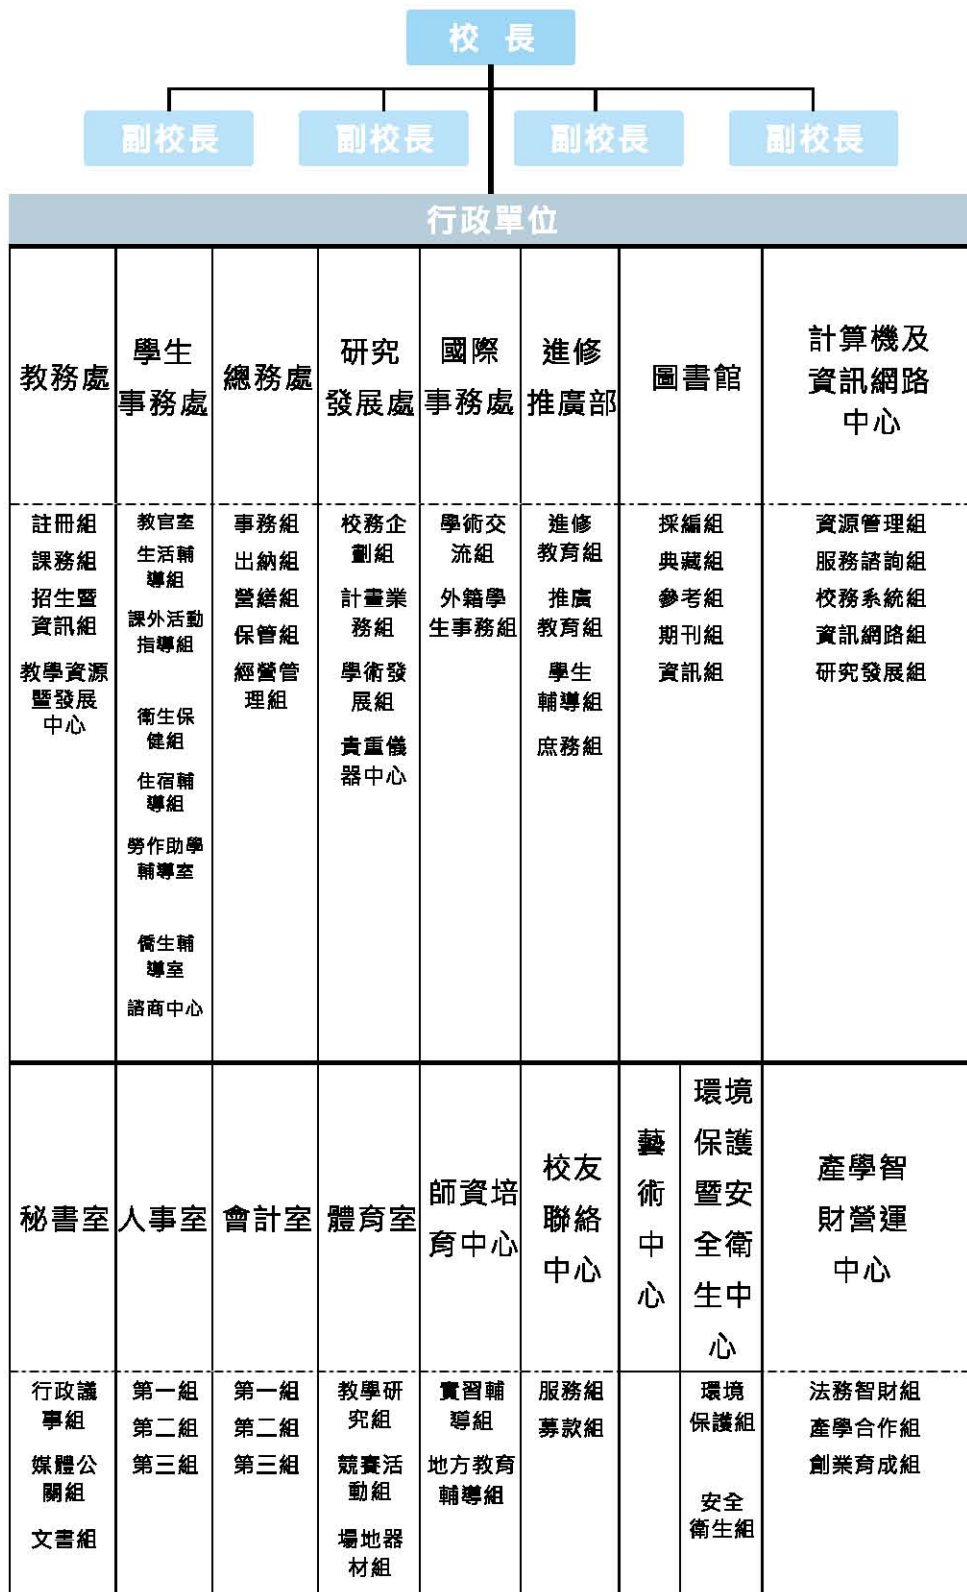 校 長
副校長
副校長
副校長
副校長
行政單位
教務處
學生
事務處
總務處
研究
發展處
國際
事務處
進修
推廣部
圖書館
計算機及
資訊網路
中心
註冊組
課務組
招生暨
資訊組
教學資源
暨發展
中心
教官室
生活輔
導組
課外活動
指導組
衛生保
健組
住宿輔
導組
勞作助學
輔導室
僑生輔
導室
諮商中心
事務組
出納組
營繕組
保管組
經營管
理組
校務企
劃組
計畫業
務組
學術發
展組
貴重儀
器中心
學術交
流組
外籍學
生事務組
進修
教育組
推廣
教育組
學生
輔導組
庶務組
採編組
典藏組
參考組
期刊組
資訊組
資源管理組
服務諮詢組
校務系統組
資訊網路組
研究發展組
秘書室
人事室
會計室
體育室
師資培
育中心
校友
聯絡
中心
藝
術
中
心
環境
保護
暨安
全衛
生中
心
產學智
財營運
中心
行政議
事組
媒體公
關組
文書組
第一組
第二組
第三組
第一組
第二組
第三組
教學研
究組
競賽活
動組
場地器
材組
實習輔
導組
地方教育
輔導組
服務組
募款組
環境
保護組
安全
衛生組
法務智財組
產學合作組
創業育成組